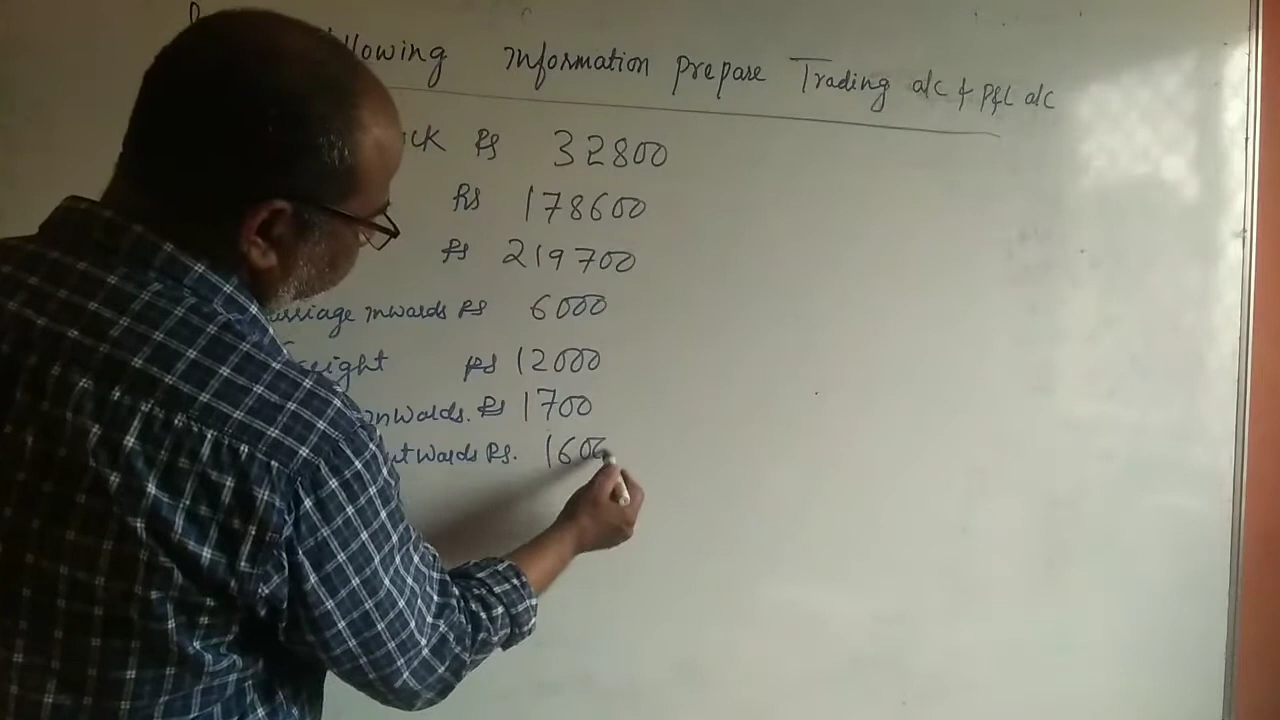 llowing information prepare Trading a/c & P&L a/c
ck Rs 32800
Rs 178600
Rs 219700
rriage inwards Rs 6000
eight Rs 12000
inwards. Rs 1700
utwards Rs. 1600